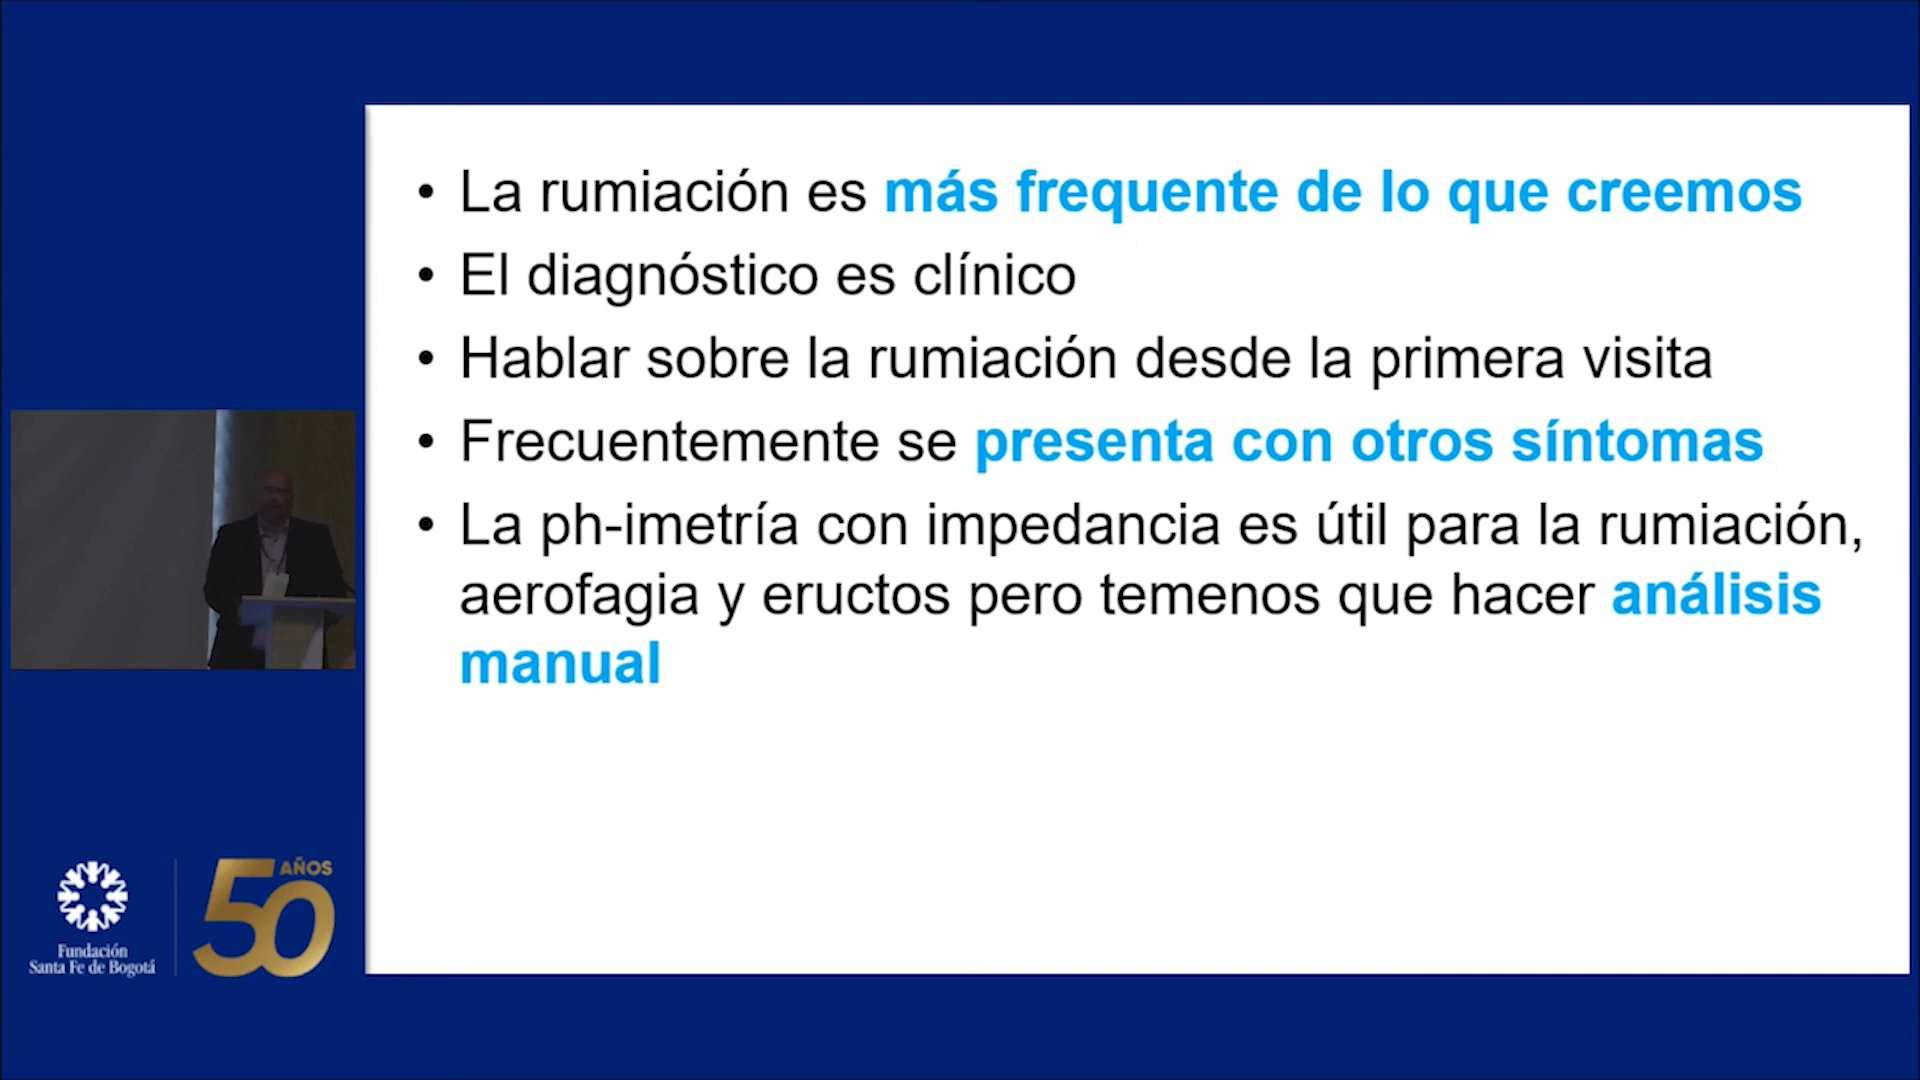 • La rumiación es más frequente de lo que creemos
• El diagnóstico es clínico
• Hablar sobre la rumiación desde la primera visita
• Frecuentemente se presenta con otros síntomas
• La ph-imetría con impedancia es útil para la rumiación,
aerofagia y eructos pero temenos que hacer análisis
manual
Fundación
Santa Fe de Bogotá
50 AÑOS